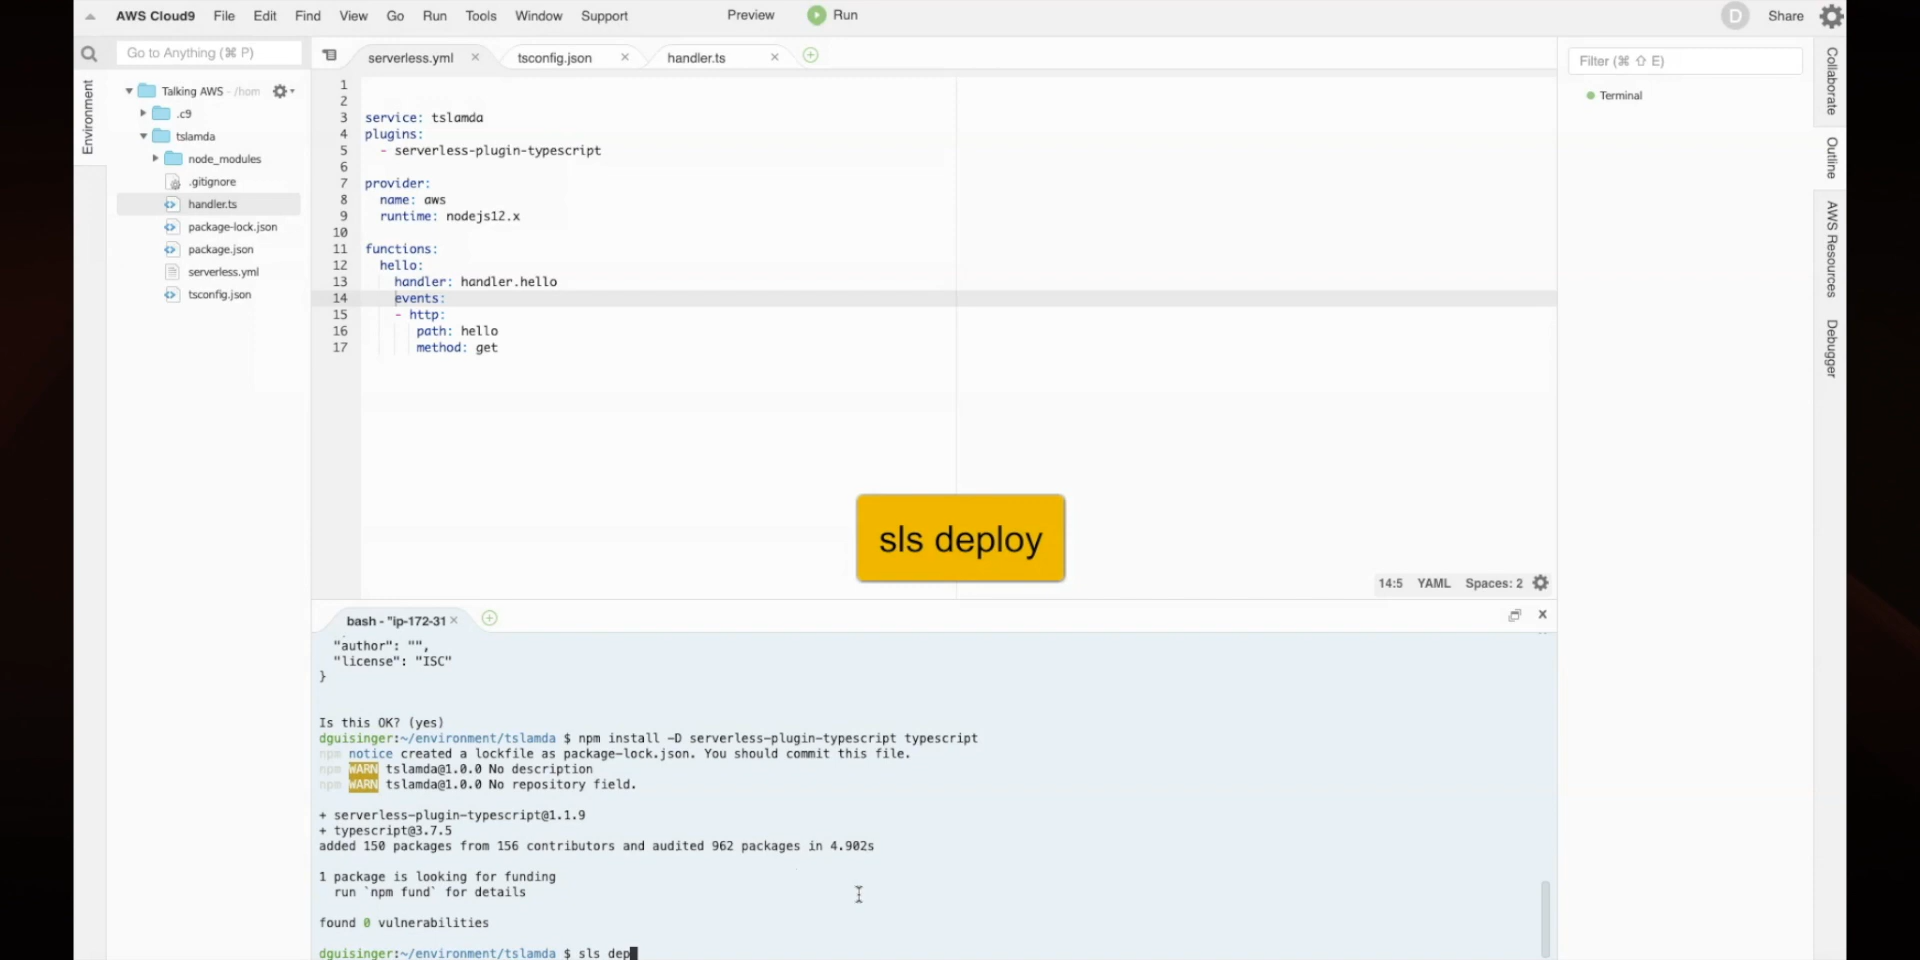 AWS Cloud9 File Edit Find View Go Run Tools Window Support Preview Run D Share
Go to Anything (⌘ P)
serverless.yml × tsconfig.json × handler.ts ×
Filter (⌘ ⇧ E)
Terminal
Environment
Talking AWS - /hom
.c9
tslamda
node_modules
.gitignore
handler.ts
package-lock.json
package.json
serverless.yml
tsconfig.json
1
2
3 service: tslamda
4 plugins:
5 - serverless-plugin-typescript
6
7 provider:
8 name: aws
9 runtime: nodejs12.x
10
11 functions:
12 hello:
13 handler: handler.hello
14 events:
15 - http:
16 path: hello
17 method: get
Collaborate
Outline
AWS Resources
Debugger
sls deploy
14:5 YAML Spaces: 2
bash - "ip-172-31 ×
"author": "",
"license": "ISC"
}
Is this OK? (yes)
dguisinger:~/environment/tslamda $ npm install -D serverless-plugin-typescript typescript
npm notice created a lockfile as package-lock.json. You should commit this file.
npm WARN tslamda@1.0.0 No description
npm WARN tslamda@1.0.0 No repository field.
+ serverless-plugin-typescript@1.1.9
+ typescript@3.7.5
added 150 packages from 156 contributors and audited 962 packages in 4.902s
1 package is looking for funding
run `npm fund` for details
found 0 vulnerabilities
dguisinger:~/environment/tslamda $ sls dep